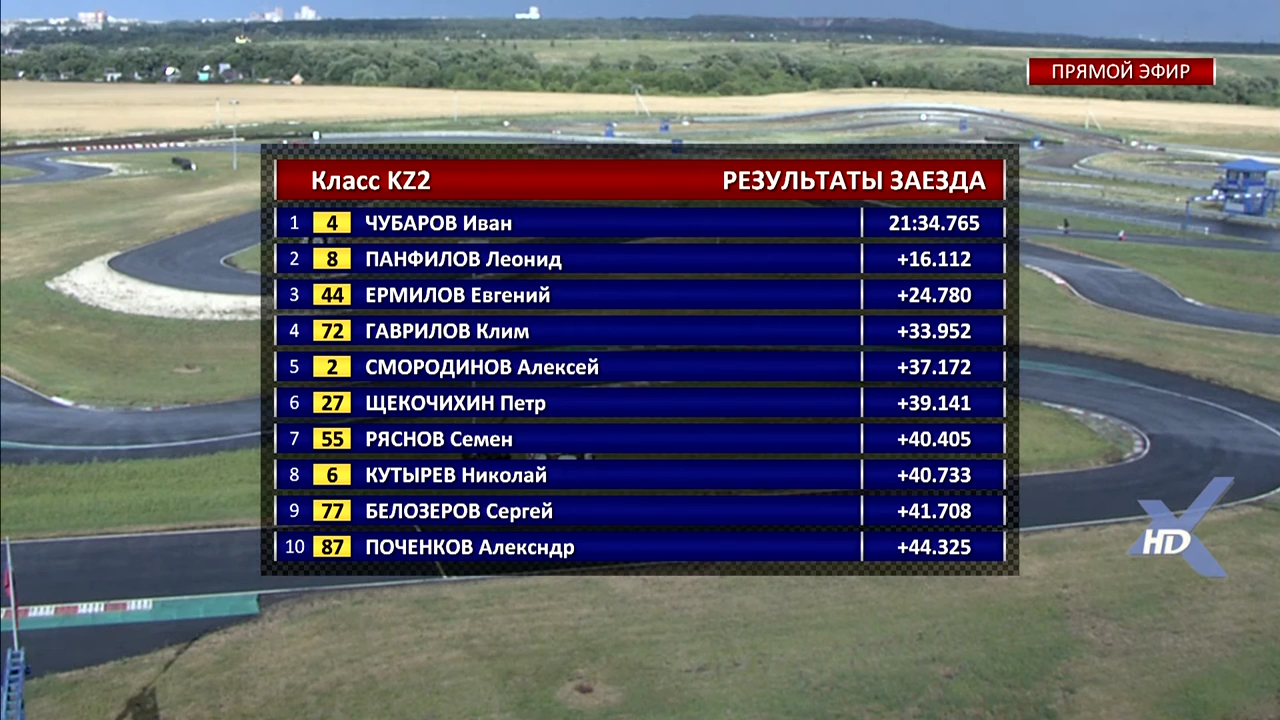 ПРЯМОЙ ЭФИР
Класс KZ2 РЕЗУЛЬТАТЫ ЗАЕЗДА
1 4 ЧУБАРОВ Иван 21:34.765
2 8 ПАНФИЛОВ Леонид +16.112
3 44 ЕРМИЛОВ Евгений +24.780
4 72 ГАВРИЛОВ Клим +33.952
5 2 СМОРОДИНОВ Алексей +37.172
6 27 ЩЕКОЧИХИН Петр +39.141
7 55 РЯСНОВ Семен +40.405
8 6 КУТЫРЕВ Николай +40.733
9 77 БЕЛОЗЕРОВ Сергей +41.708
10 87 ПОЧЕНКОВ Алексндр +44.325
X HD